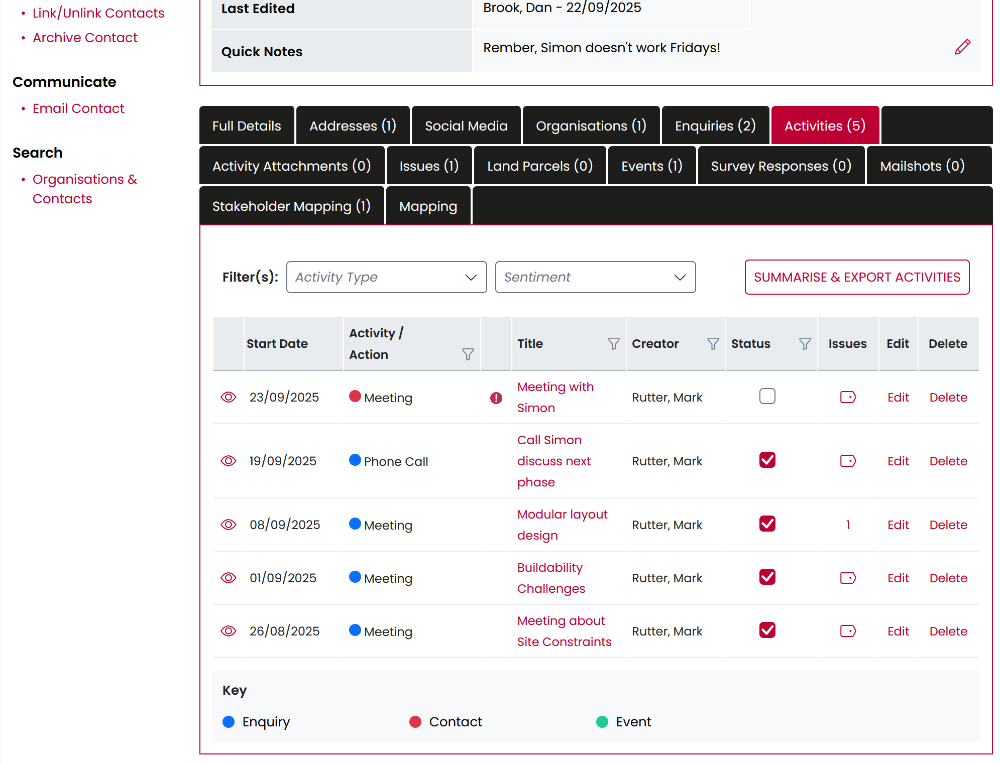 Link/Unlink Contacts
Archive Contact
Communicate
Email Contact
Search
Organisations &
Contacts
Last Edited
Brook, Dan - 22/09/2025
Quick Notes
Rember, Simon doesn't work Fridays!
Full Details
Addresses (1)
Social Media
Organisations (1)
Enquiries (2)
Activities (5)
Activity Attachments (0)
Issues (1)
Land Parcels (0)
Events (1)
Survey Responses (0)
Mailshots (0)
Stakeholder Mapping (1)
Mapping
Filter(s):
Activity Type
Sentiment
SUMMARISE & EXPORT ACTIVITIES
Start Date
Activity /
Action
Title
Creator
Status
Issues
Edit
Delete
23/09/2025
Meeting
Meeting with
Simon
Rutter, Mark
Edit
Delete
19/09/2025
Phone Call
Call Simon
discuss next
phase
Rutter, Mark
Edit
Delete
08/09/2025
Meeting
Modular layout
design
Rutter, Mark
1
Edit
Delete
01/09/2025
Meeting
Buildability
Challenges
Rutter, Mark
Edit
Delete
26/08/2025
Meeting
Meeting about
Site Constraints
Rutter, Mark
Edit
Delete
Key
Enquiry
Contact
Event